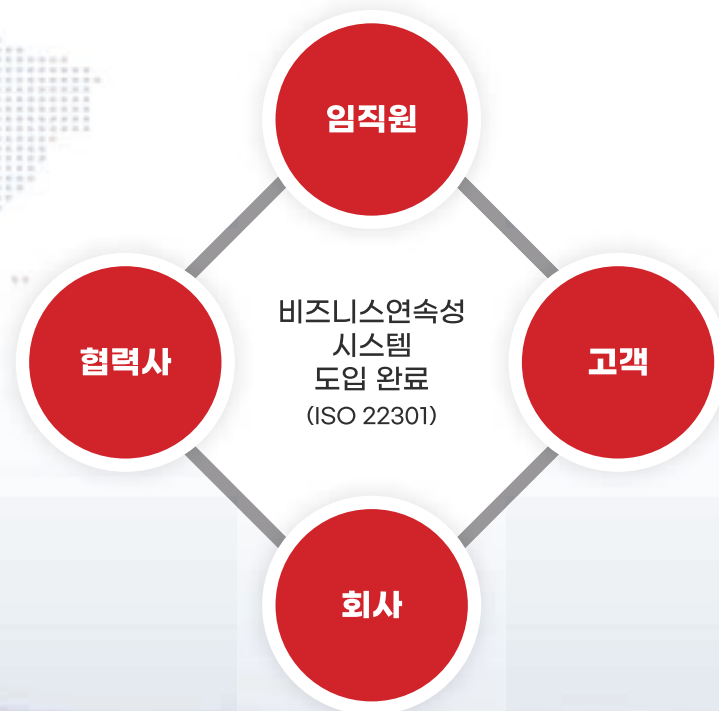 임직원
협력사
비즈니스연속성
시스템
도입 완료
(ISO 22301)
고객
회사